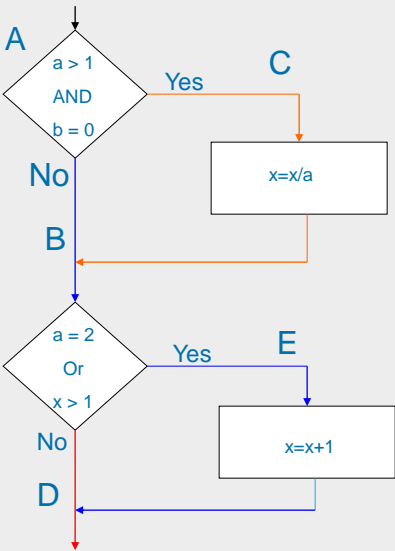 A
a > 1
AND
b = 0
Yes
C
x=x/a
No
B
a = 2
Or
x > 1
Yes
E
x=x+1
No
D